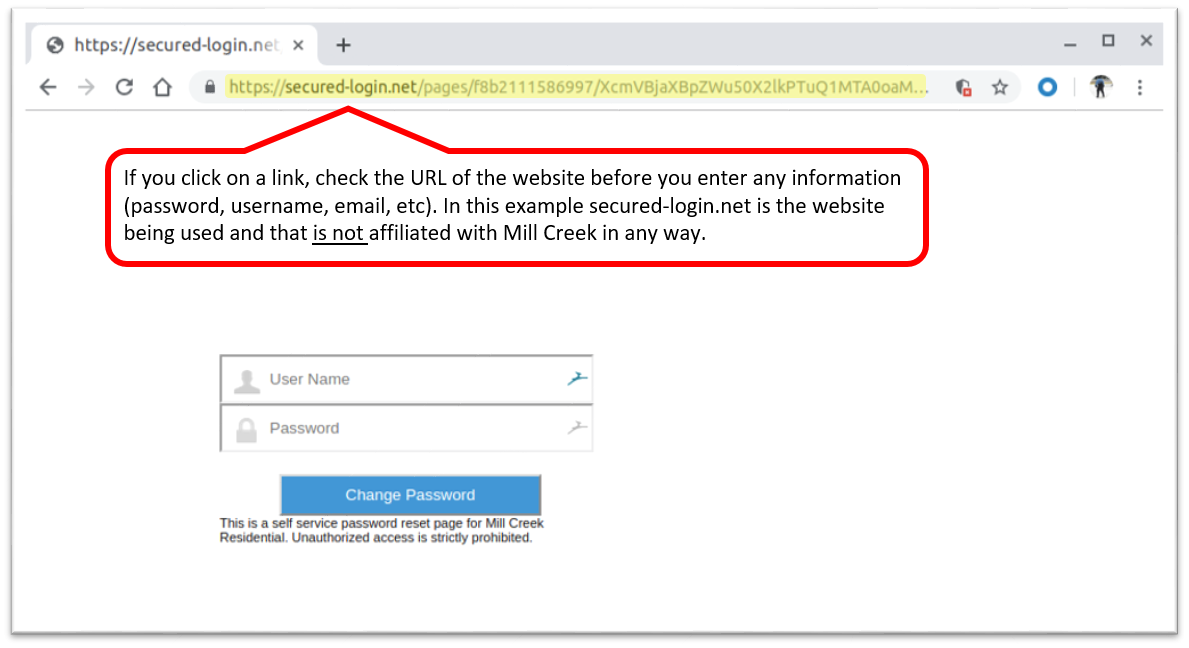 https://secured-login.net
https://secured-login.net/pages/f8b2111586997/XcmVBjaXBpZWu50X2lkPTuQ1MTA0oaM...
If you click on a link, check the URL of the website before you enter any information
(password, username, email, etc). In this example secured-login.net is the website
being used and that is not affiliated with Mill Creek in any way.
User Name
Password
Change Password
This is a self service password reset page for Mill Creek
Residential. Unauthorized access is strictly prohibited.